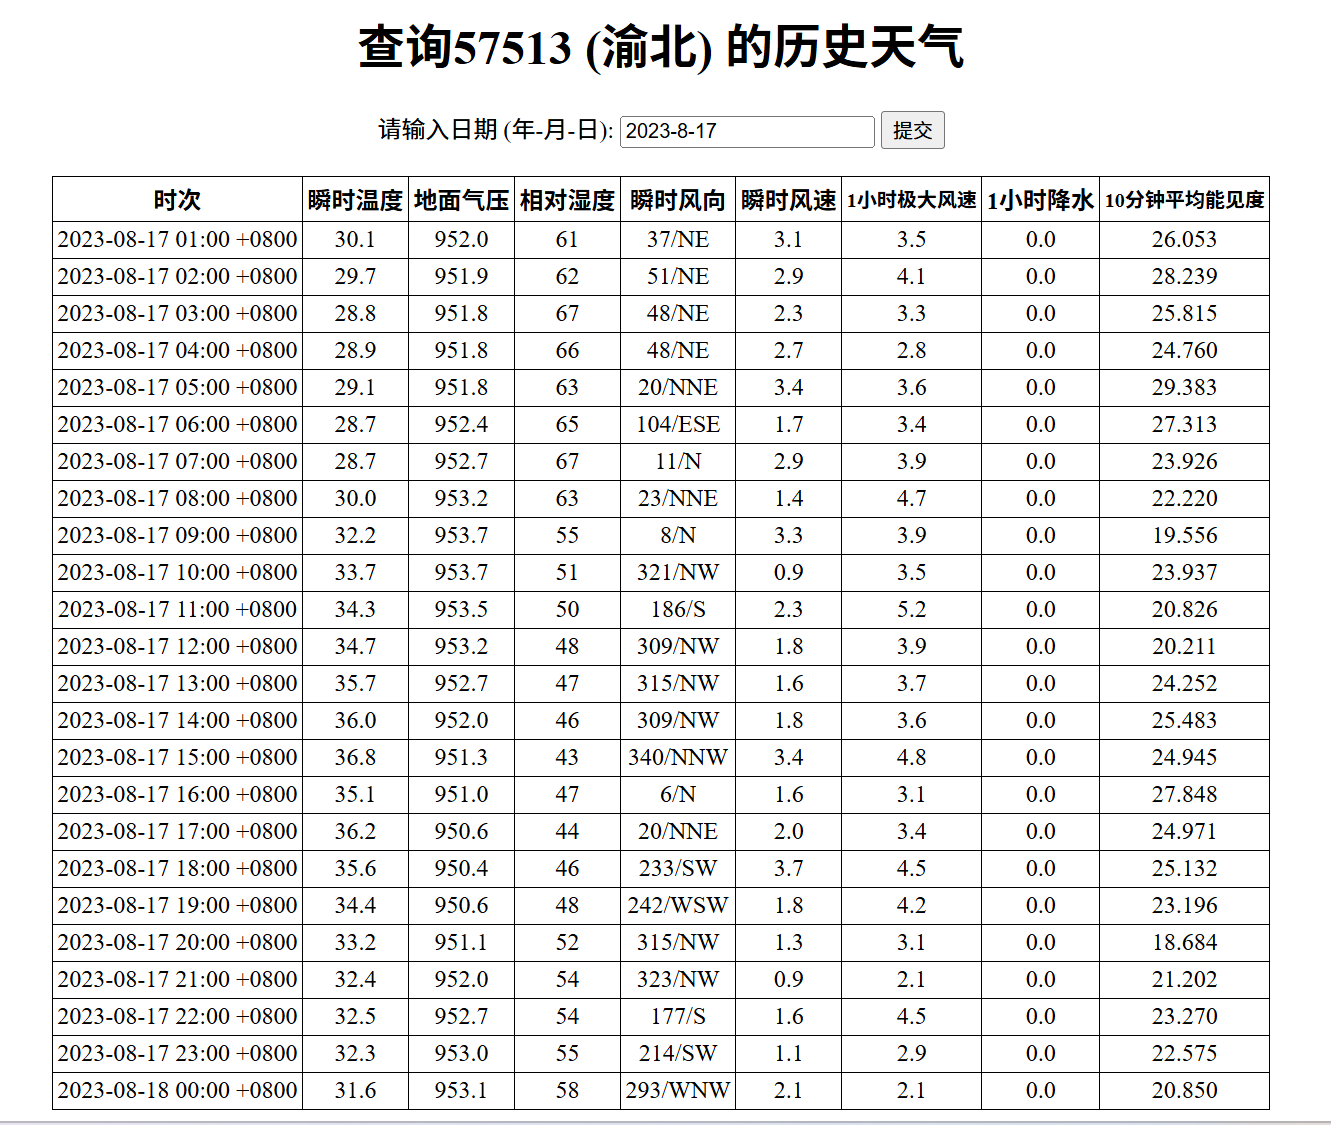 查询57513 (渝北) 的历史天气
请输入日期 (年-月-日): 2023-8-17 提交
时次 瞬时温度 地面气压 相对湿度 瞬时风向 瞬时风速 1小时极大风速 1小时降水 10分钟平均能见度
2023-08-17 01:00 +0800 30.1 952.0 61 37/NE 3.1 3.5 0.0 26.053
2023-08-17 02:00 +0800 29.7 951.9 62 51/NE 2.9 4.1 0.0 28.239
2023-08-17 03:00 +0800 28.8 951.8 67 48/NE 2.3 3.3 0.0 25.815
2023-08-17 04:00 +0800 28.9 951.8 66 48/NE 2.7 2.8 0.0 24.760
2023-08-17 05:00 +0800 29.1 951.8 63 20/NNE 3.4 3.6 0.0 29.383
2023-08-17 06:00 +0800 28.7 952.4 65 104/ESE 1.7 3.4 0.0 27.313
2023-08-17 07:00 +0800 28.7 952.7 67 11/N 2.9 3.9 0.0 23.926
2023-08-17 08:00 +0800 30.0 953.2 63 23/NNE 1.4 4.7 0.0 22.220
2023-08-17 09:00 +0800 32.2 953.7 55 8/N 3.3 3.9 0.0 19.556
2023-08-17 10:00 +0800 33.7 953.7 51 321/NW 0.9 3.5 0.0 23.937
2023-08-17 11:00 +0800 34.3 953.5 50 186/S 2.3 5.2 0.0 20.826
2023-08-17 12:00 +0800 34.7 953.2 48 309/NW 1.8 3.9 0.0 20.211
2023-08-17 13:00 +0800 35.7 952.7 47 315/NW 1.6 3.7 0.0 24.252
2023-08-17 14:00 +0800 36.0 952.0 46 309/NW 1.8 3.6 0.0 25.483
2023-08-17 15:00 +0800 36.8 951.3 43 340/NNW 3.4 4.8 0.0 24.945
2023-08-17 16:00 +0800 35.1 951.0 47 6/N 1.6 3.1 0.0 27.848
2023-08-17 17:00 +0800 36.2 950.6 44 20/NNE 2.0 3.4 0.0 24.971
2023-08-17 18:00 +0800 35.6 950.4 46 233/SW 3.7 4.5 0.0 25.132
2023-08-17 19:00 +0800 34.4 950.6 48 242/WSW 1.8 4.2 0.0 23.196
2023-08-17 20:00 +0800 33.2 951.1 52 315/NW 1.3 3.1 0.0 18.684
2023-08-17 21:00 +0800 32.4 952.0 54 323/NW 0.9 2.1 0.0 21.202
2023-08-17 22:00 +0800 32.5 952.7 54 177/S 1.6 4.5 0.0 23.270
2023-08-17 23:00 +0800 32.3 953.0 55 214/SW 1.1 2.9 0.0 22.575
2023-08-18 00:00 +0800 31.6 953.1 58 293/WNW 2.1 2.1 0.0 20.850